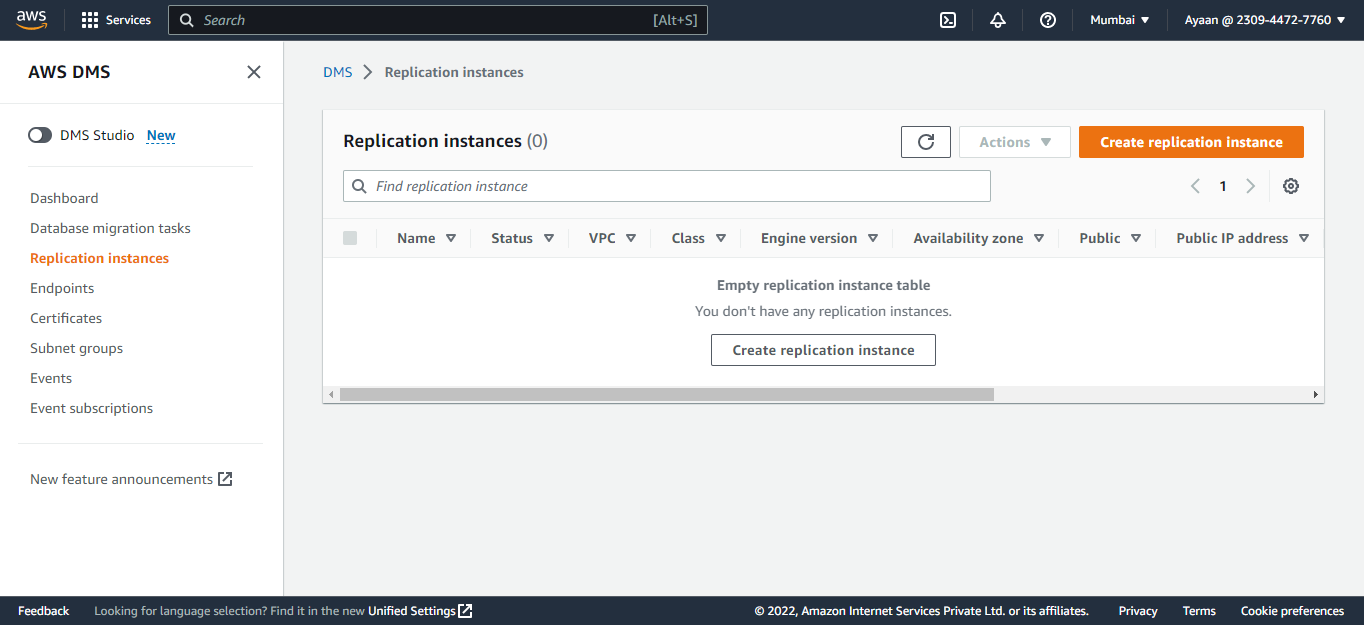 aws Services Search [Alt+S] Mumbai Ayaan @ 2309-4472-7760
AWS DMS
DMS Studio New
Dashboard
Database migration tasks
Replication instances
Endpoints
Certificates
Subnet groups
Events
Event subscriptions
New feature announcements
DMS Replication instances
Replication instances (0)
Actions Create replication instance
Find replication instance 1
Name Status VPC Class Engine version Availability zone Public Public IP address
Empty replication instance table
You don't have any replication instances.
Create replication instance
Feedback Looking for language selection? Find it in the new Unified Settings © 2022, Amazon Internet Services Private Ltd. or its affiliates. Privacy Terms Cookie preferences